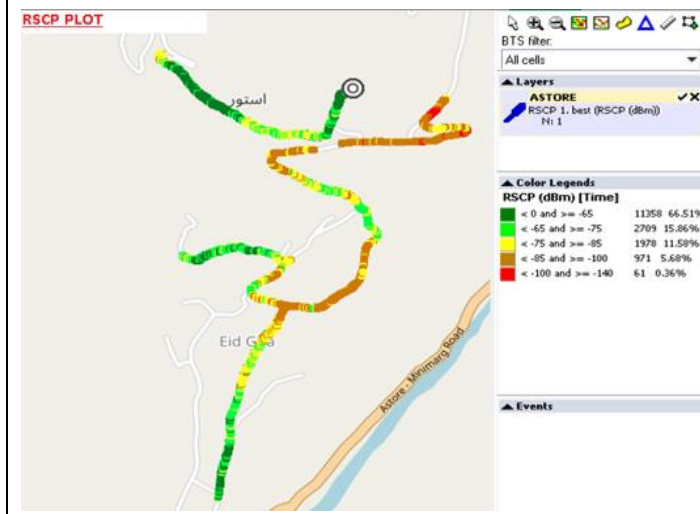 RSCP PLOT
BTS filter:
All cells
Layers
ASTORE
RSCP 1. best (RSCP (dBm))
N: 1
Color Legends
RSCP (dBm) [Time]
< 0 and >= -65 11358 66.51%
< -65 and >= -75 2709 15.86%
< -75 and >= -85 1978 11.58%
< -85 and >= -100 971 5.68%
< -100 and >= -140 61 0.36%
Events
استور
Eid G
Astore - Minimarg Road